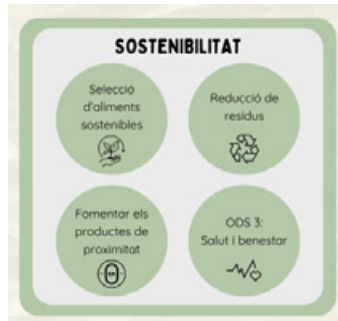 SOSTENIBILITAT
Selecció
d'aliments
sostenibles
Reducció de
residus
Fomentar els
productes de
proximitat
ODS 3:
Salut i benestar